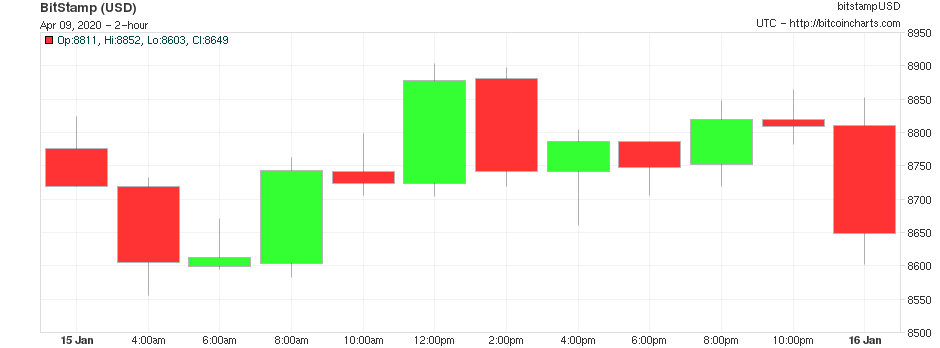 BitStamp (USD)
bitstampUSD
Apr 09, 2020 - 2-hour
UTC - http://bitcoincharts.com
Op:8811, Hi:8852, Lo:8603, Cl:8649
8950
8900
8850
8800
8750
8700
8650
8600
8550
8500
15 Jan 4:00am 6:00am 8:00am 10:00am 12:00pm 2:00pm 4:00pm 6:00pm 8:00pm 10:00pm 16 Jan